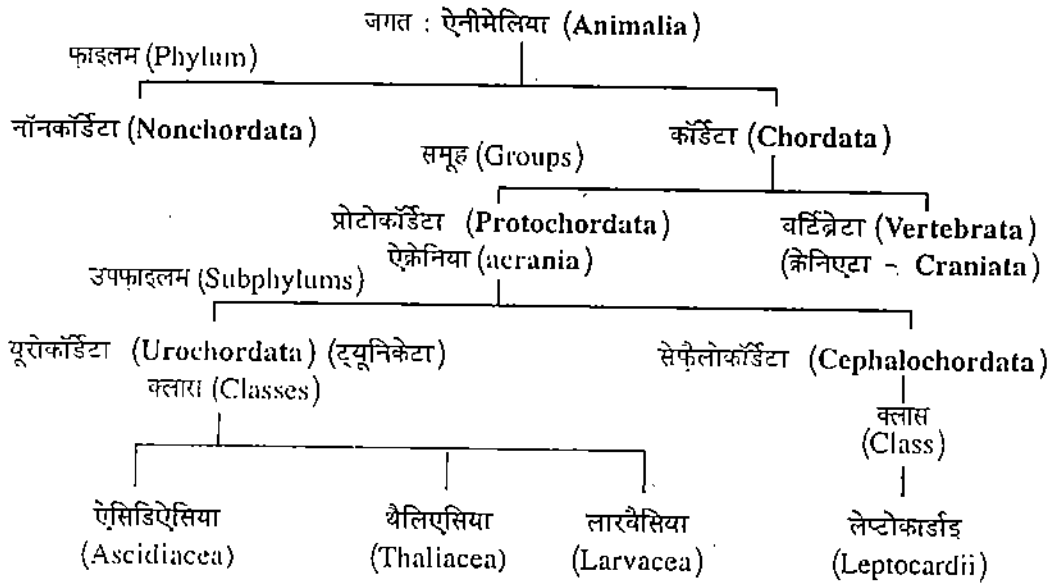 जगत : ऐनीमेलिया (Animalia)
फ़ाइलम (Phylum)
नॉनकॉर्डेटा (Nonchordata)
कॉर्डेटा (Chordata)
समूह (Groups)
प्रोटोकॉर्डेटा (Protochordata)
वर्टिब्रेटा (Vertebrata)
ऐक्रेनिया (acrania)
(क्रेनिएटा - Craniata)
उपफ़ाइलम (Subphylums)
यूरोकॉर्डेटा (Urochordata) (ट्यूनिकेटा)
सेफ़ैलोकॉर्डेटा (Cephalochordata)
क्लास (Classes)
क्लास
(Class)
ऐसिडिऐसिया
(Ascidiacea)
थैलिएसिया
(Thaliacea)
लारवैसिया
(Larvacea)
लेप्टोकार्डाइ
(Leptocardii)